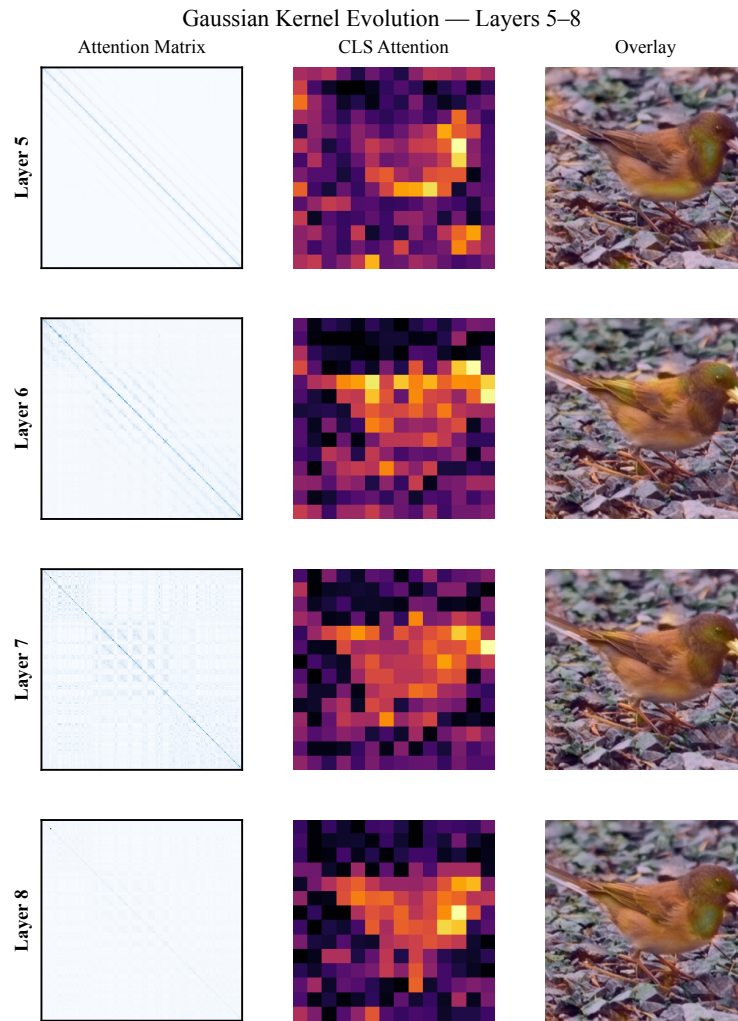 Gaussian Kernel Evolution — Layers 5–8
Attention Matrix
CLS Attention
Overlay
Layer 5
Layer 6
Layer 7
Layer 8